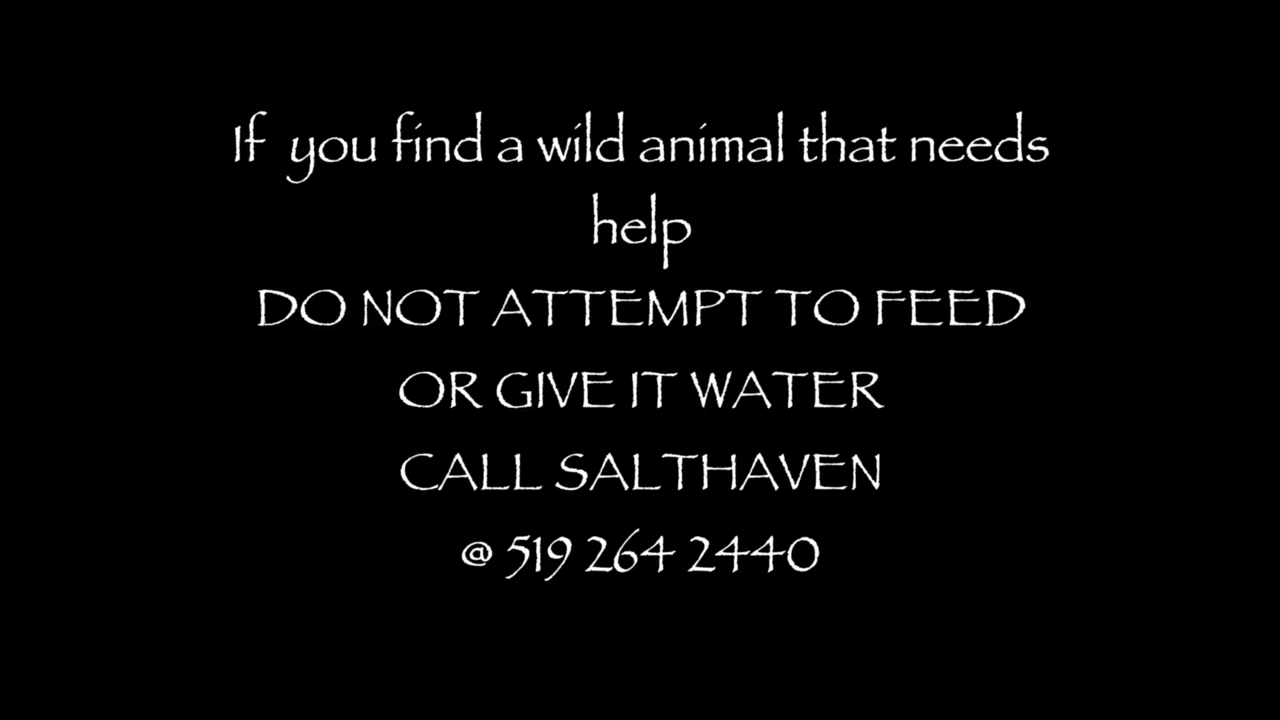 If you find a wild animal that needs
help
DO NOT ATTEMPT TO FEED
OR GIVE IT WATER
CALL SALTHAVEN
@ 519 264 2440